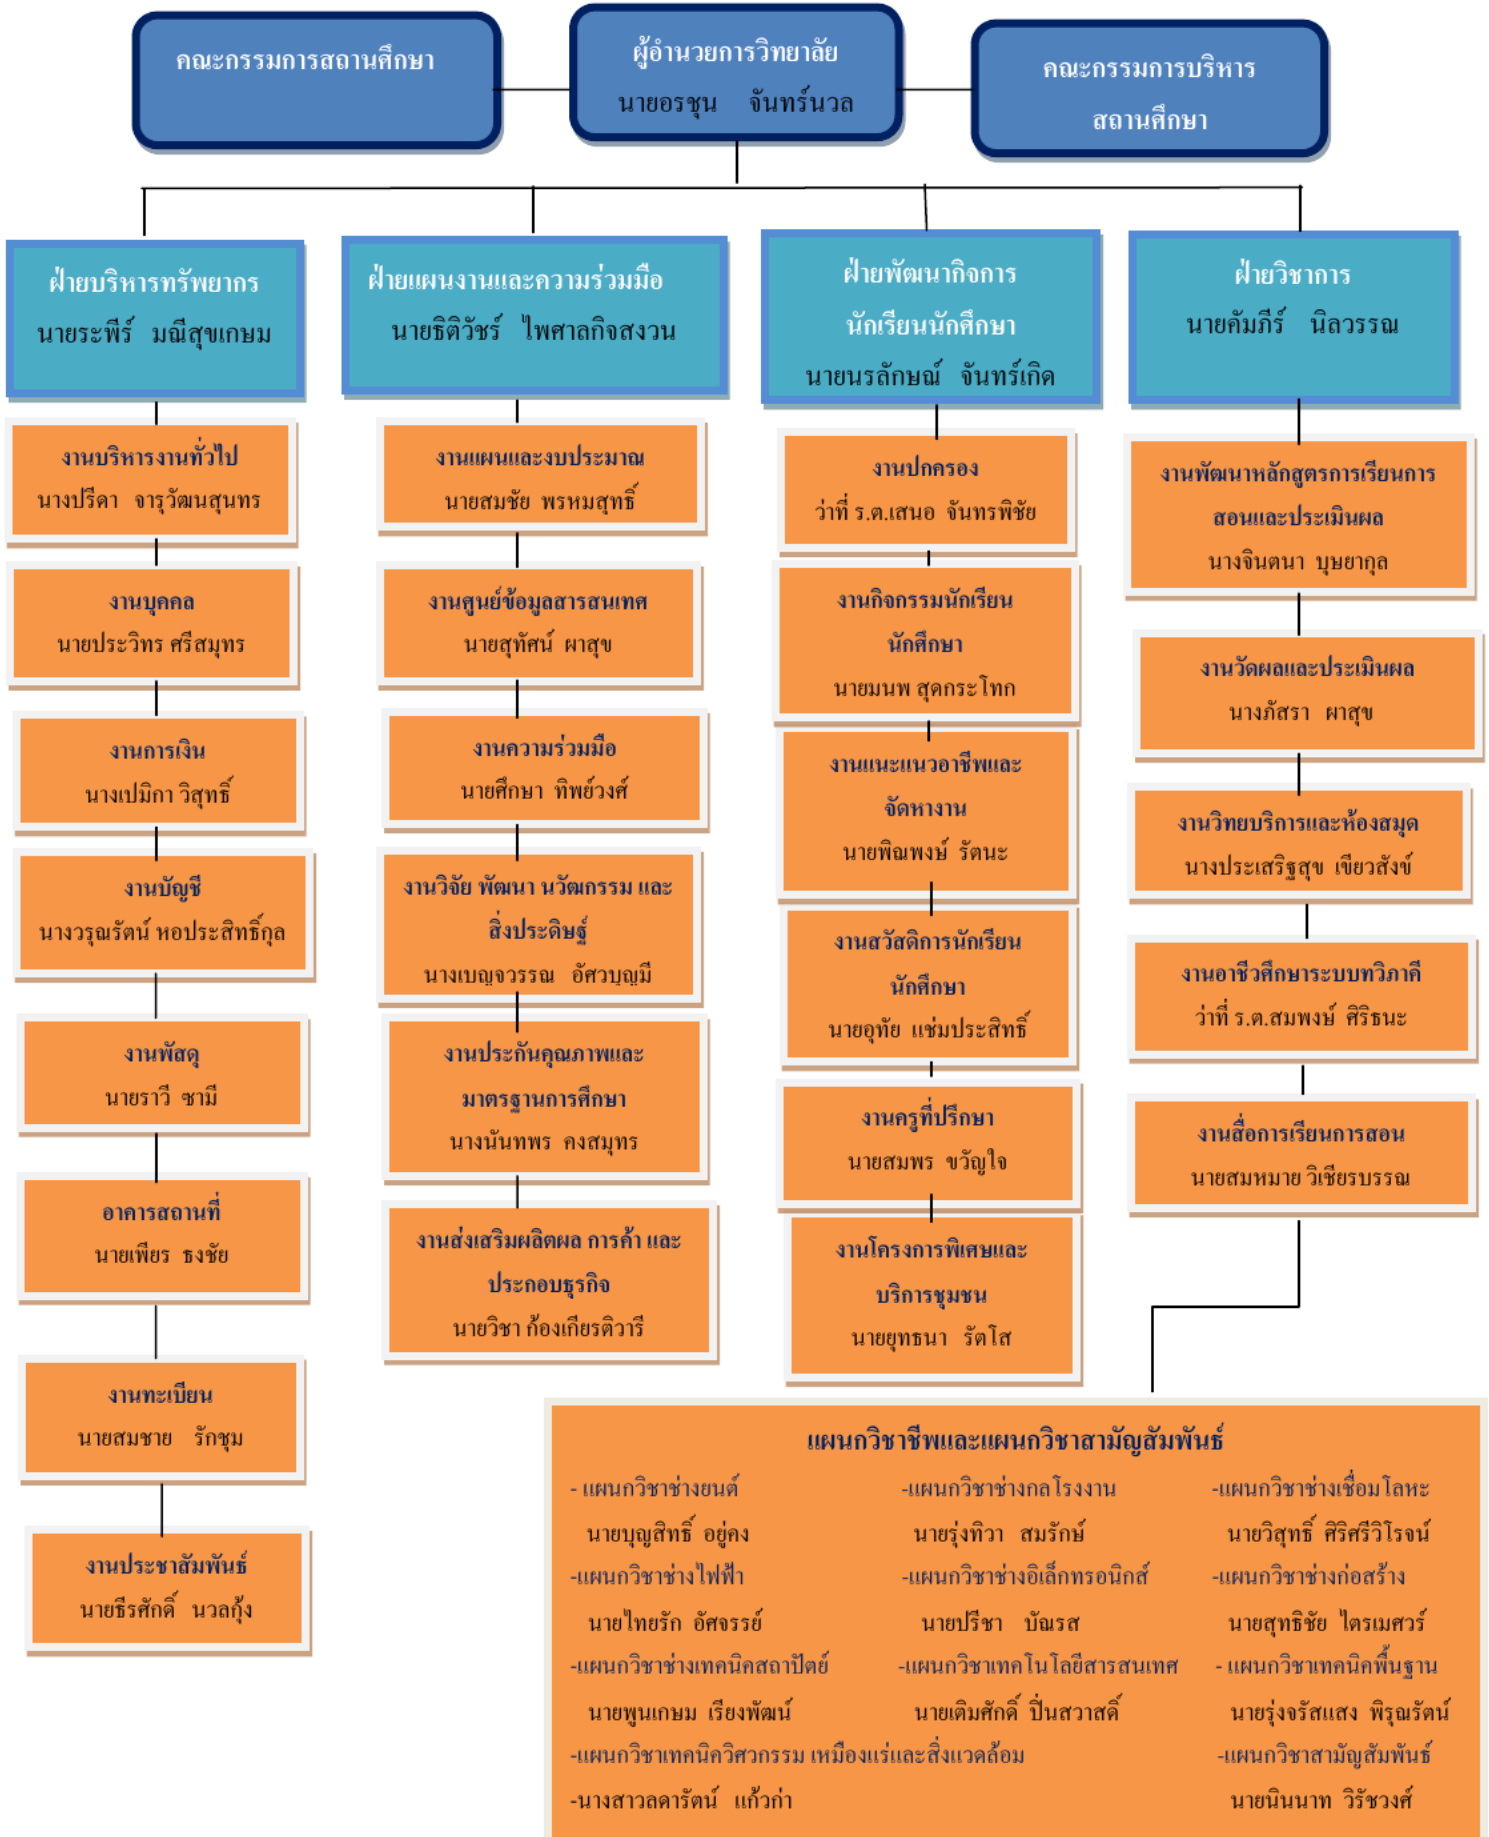 คณะกรรมการสถานศึกษา
ผู้อำนวยการวิทยาลัย
นายอรชุน จันทร์นวล
คณะกรรมการบริหาร
สถานศึกษา
ฝ่ายบริหารทรัพยากร
นายระพีร์ มณีสุขเกษม
ฝ่ายแผนงานและความร่วมมือ
นายธิติวัชร์ ไพศาลกิจสงวน
ฝ่ายพัฒนากิจการ
นักเรียนนักศึกษา
นายนรลักษณ์ จันทร์เกิด
ฝ่ายวิชาการ
นายคัมภีร์ นิลวรรณ
งานบริหารงานทั่วไป
นางปรีดา จารุวัฒนสุนทร
งานบุคคล
นายประวิทร ศรีสมุทร
งานการเงิน
นางเปมิกา วิสุทธิ์
งานบัญชี
นางวรุณรัตน์ หอประสิทธิ์กุล
งานพัสดุ
นายราวี ซามี
อาคารสถานที่
นายเพียร ธงชัย
งานทะเบียน
นายสมชาย รักชุม
งานประชาสัมพันธ์
นายธีรศักดิ์ นวลกุ้ง
งานแผนและงบประมาณ
นายสมชัย พรหมสุทธิ์
งานศูนย์ข้อมูลสารสนเทศ
นายสุทัศน์ ผาสุข
งานความร่วมมือ
นายศึกษา ทิพย์วงศ์
งานวิจัย พัฒนา นวัฒกรรม และ
สิ่งประดิษฐ์
นางเบญจวรรณ อัศวบุญมี
งานประกันคุณภาพและ
มาตรฐานการศึกษา
นางนันทพร คงสมุทร
งานส่งเสริมผลิตผล การค้า และ
ประกอบธุรกิจ
นายวิชา ก้องเกียรติวารี
งานปกครอง
ว่าที่ ร.ต.เสนอ จันทรพิชัย
งานกิจกรรมนักเรียน
นักศึกษา
นายมนพ สุดกระโทก
งานแนะแนวอาชีพและ
จัดหางาน
นายพิณพงษ์ รัตนะ
งานสวัสดิการนักเรียน
นักศึกษา
นายอุทัย แช่มประสิทธิ์
งานครูที่ปรึกษา
นายสมพร ขวัญใจ
งานโครงการพิเศษและ
บริการชุมชน
นายยุทธนา รัตโส
งานพัฒนาหลักสูตรการเรียนการ
สอนและประเมินผล
นางจินตนา บุษยากุล
งานวัดผลและประเมินผล
นางภัสรา ผาสุข
งานวิทยบริการและห้องสมุด
นางประเสริฐสุข เขียวสังข์
งานอาชีวศึกษาระบบทวิภาคี
ว่าที่ ร.ต.สมพงษ์ ศิริธนะ
งานสื่อการเรียนการสอน
นายสมหมาย วิเชียรบรรณ
แผนกวิชาชีพและแผนกวิชาสามัญสัมพันธ์
- แผนกวิชาช่างยนต์ -แผนกวิชาช่างกลโรงงาน -แผนกวิชาช่างเชื่อมโลหะ
นายบุญสิทธิ์ อยู่คง นายรุ่งทิวา สมรักษ์ นายวิสุทธิ์ ศิริศรีวิโรจน์
-แผนกวิชาช่างไฟฟ้า -แผนกวิชาช่างอิเล็กทรอนิกส์ -แผนกวิชาช่างก่อสร้าง
นายไทยรัก อัศจรรย์ นายปรีชา บัณรส นายสุทธิชัย ไตรเมศวร์
-แผนกวิชาช่างเทคนิคสถาปัตย์ -แผนกวิชาเทคโนโลยีสารสนเทศ - แผนกวิชาเทคนิคพื้นฐาน
นายพูนเกษม เรียงพัฒน์ นายเติมศักดิ์ ปิ่นสวาสดิ์ นายรุ่งจรัสแสง พิรุณรัตน์
-แผนกวิชาเทคนิควิศวกรรม เหมืองแร่และสิ่งแวดล้อม -แผนกวิชาสามัญสัมพันธ์
-นางสาวลดารัตน์ แก้วก่า นายนินนาท วิรัชวงศ์